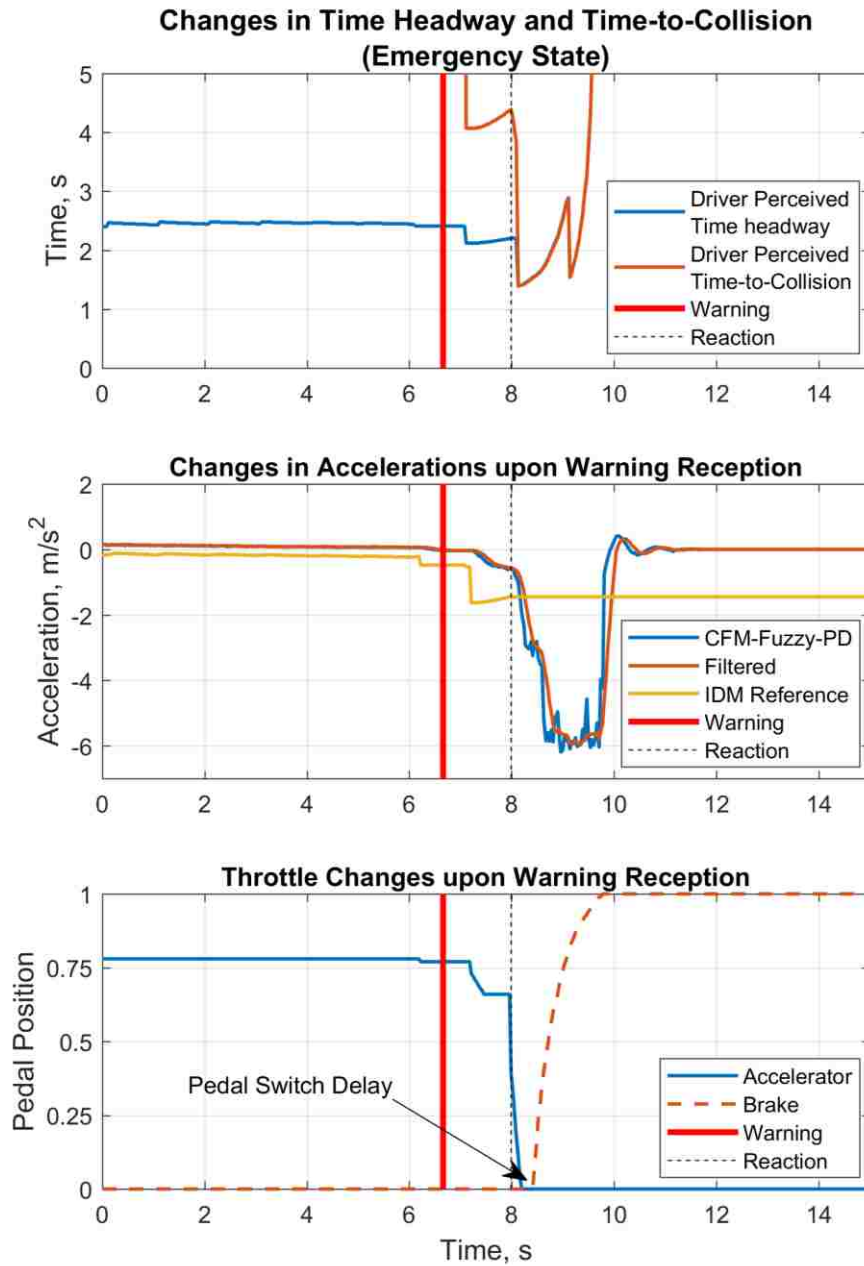 Changes in Time Headway and Time-to-Collision
(Emergency State)
5
4
3
2
1
0
Time, s
Driver Perceived
Time headway
Driver Perceived
Time-to-Collision
Warning
Reaction
0 2 4 6 8 10 12 14
Changes in Accelerations upon Warning Reception
2
0
-2
-4
-6
Acceleration, m/s²
CFM-Fuzzy-PD
Filtered
IDM Reference
Warning
Reaction
0 2 4 6 8 10 12 14
Throttle Changes upon Warning Reception
1
0.75
0.5
0.25
0
Pedal Position
Pedal Switch Delay
Accelerator
Brake
Warning
Reaction
0 2 4 6 8 10 12 14
Time, s